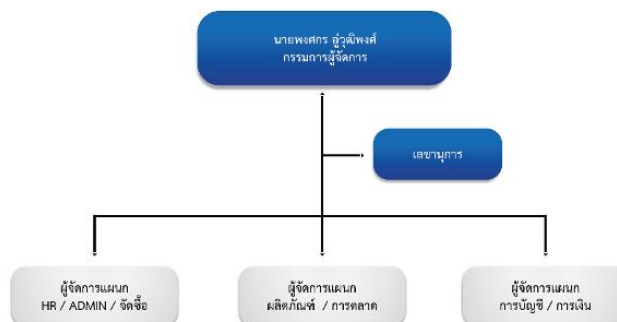 นายพงศกร อู่วุฒิพงศ์
กรรมการผู้จัดการ
เลขานุการ
ผู้จัดการแผนก
HR / ADMIN / จัดซื้อ
ผู้จัดการแผนก
ผลิตภัณฑ์ / การตลาด
ผู้จัดการแผนก
การบัญชี / การเงิน